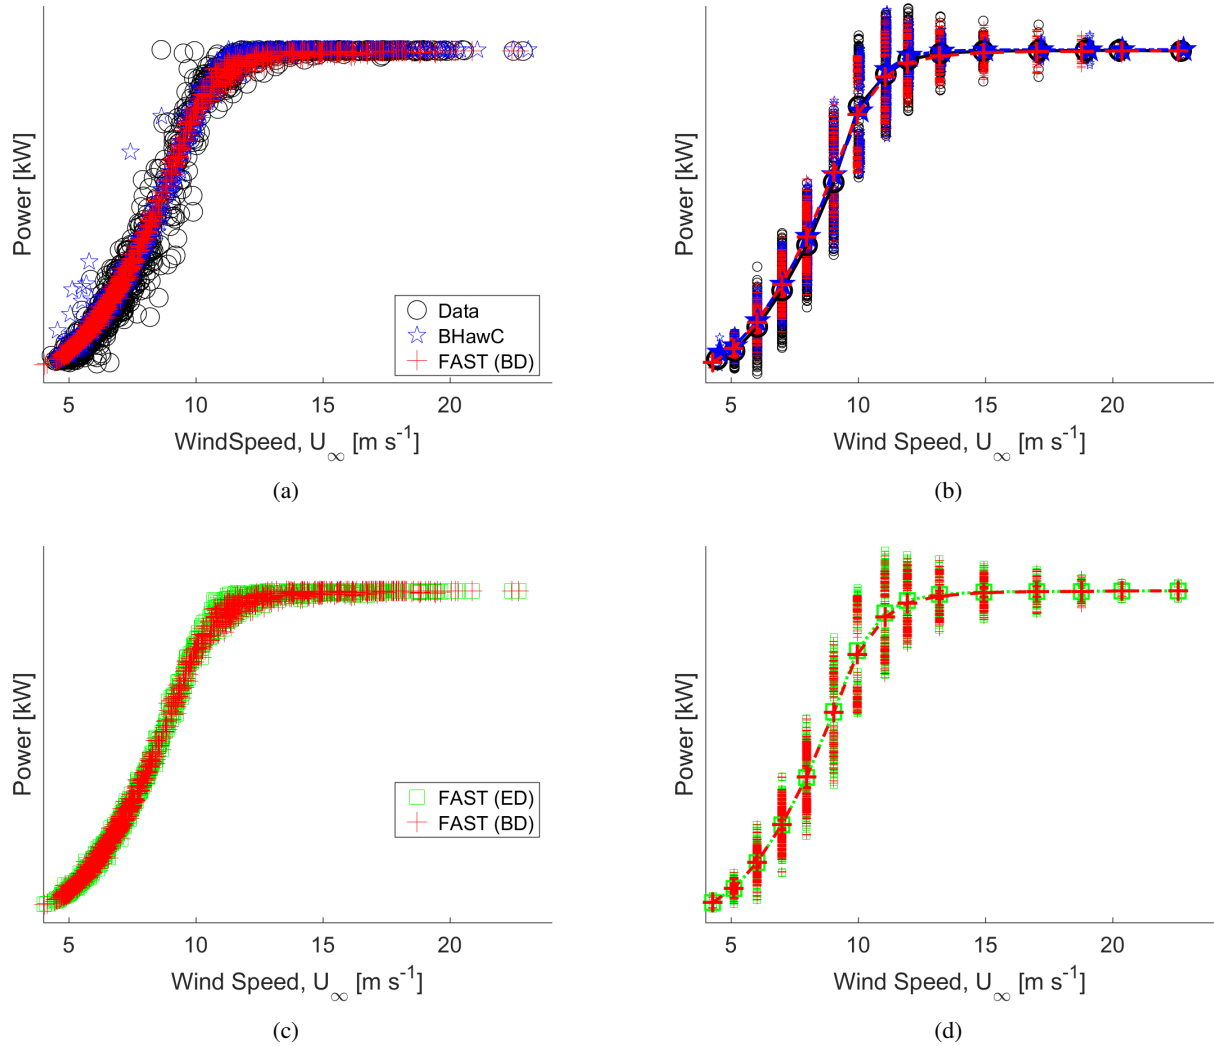 Power [kW]
Data
BHawC
FAST (BD)
5 10 15 20
WindSpeed, U∞ [m s⁻¹]
(a)
Power [kW]
5 10 15 20
Wind Speed, U∞ [m s⁻¹]
(b)
Power [kW]
FAST (ED)
FAST (BD)
5 10 15 20
Wind Speed, U∞ [m s⁻¹]
(c)
Power [kW]
5 10 15 20
Wind Speed, U∞ [m s⁻¹]
(d)